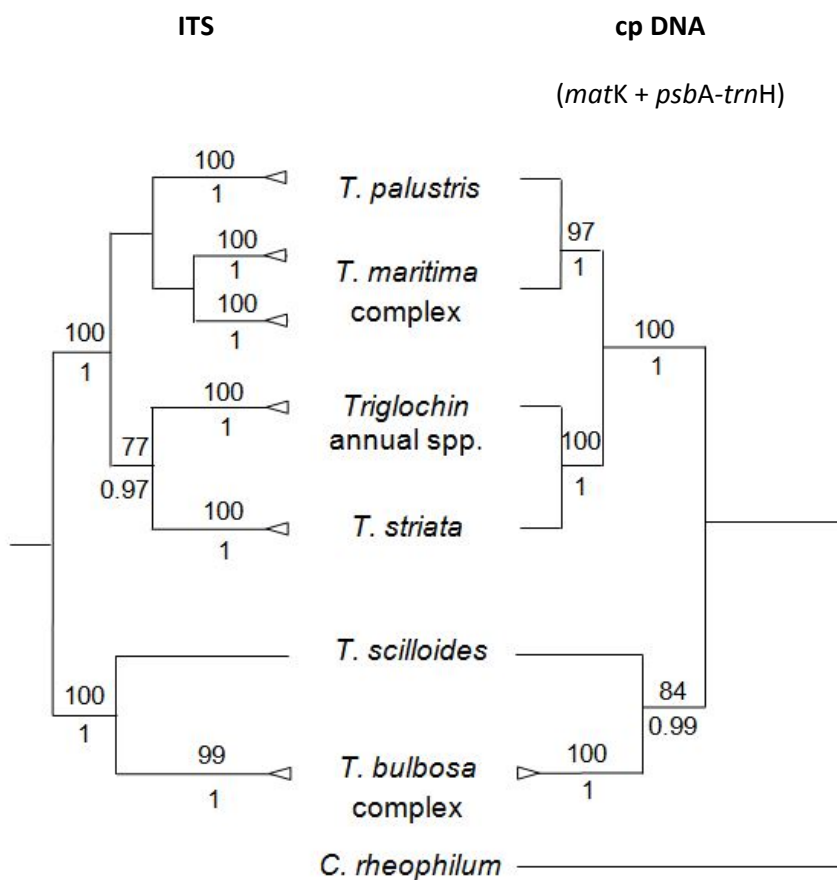 ITS
cp DNA
(matK + psbA-trnH)
100
1
T. palustris
100
1
T. maritima
complex
97
1
100
1
100
1
100
1
100
1
Triglochin
annual spp.
100
1
77
0.97
100
1
T. striata
T. scilloides
100
1
84
0.99
99
1
T. bulbosa
complex
100
1
C. rheophilum